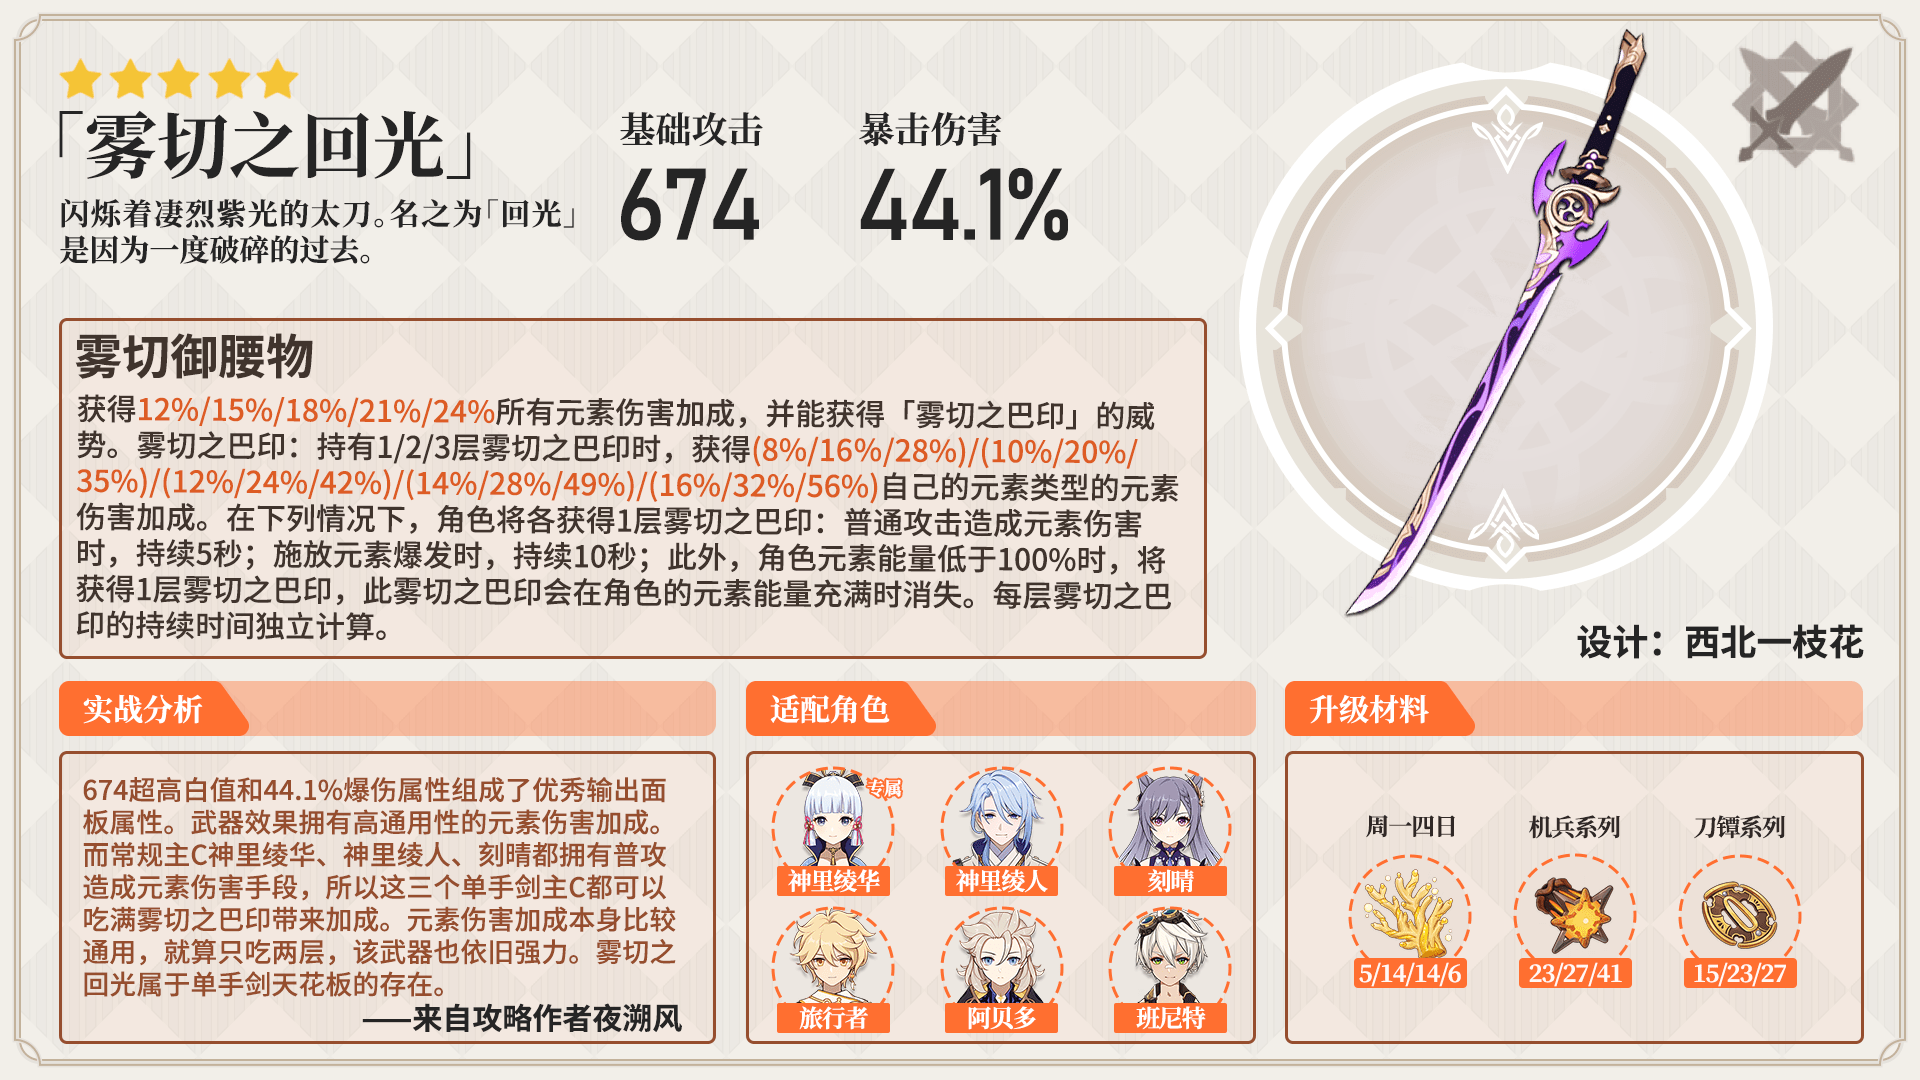 「雾切之回光」
闪烁着凄烈紫光的太刀。名之为「回光」
是因为一度破碎的过去。
基础攻击
674
暴击伤害
44.1%
雾切御腰物
获得12%/15%/18%/21%/24%所有元素伤害加成，并能获得「雾切之巴印」的威
势。雾切之巴印：持有1/2/3层雾切之巴印时，获得(8%/16%/28%)/(10%/20%/
35%)/(12%/24%/42%)/(14%/28%/49%)/(16%/32%/56%)自己的元素类型的元素
伤害加成。在下列情况下，角色将各获得1层雾切之巴印：普通攻击造成元素伤害
时，持续5秒；施放元素爆发时，持续10秒；此外，角色元素能量低于100%时，将
获得1层雾切之巴印，此雾切之巴印会在角色的元素能量充满时消失。每层雾切之巴
印的持续时间独立计算。
设计：西北一枝花
实战分析
674超高白值和44.1%爆伤属性组成了优秀输出面
板属性。武器效果拥有高通用性的元素伤害加成。
而常规主C神里绫华、神里绫人、刻晴都拥有普攻
造成元素伤害手段，所以这三个单手剑主C都可以
吃满雾切之巴印带来加成。元素伤害加成本身比较
通用，就算只吃两层，该武器也依旧强力。雾切之
回光属于单手剑天花板的存在。
——来自攻略作者夜溯风
适配角色
专属
神里绫华
神里绫人
刻晴
旅行者
阿贝多
班尼特
升级材料
周一四日
机兵系列
刀镡系列
5/14/14/6
23/27/41
15/23/27